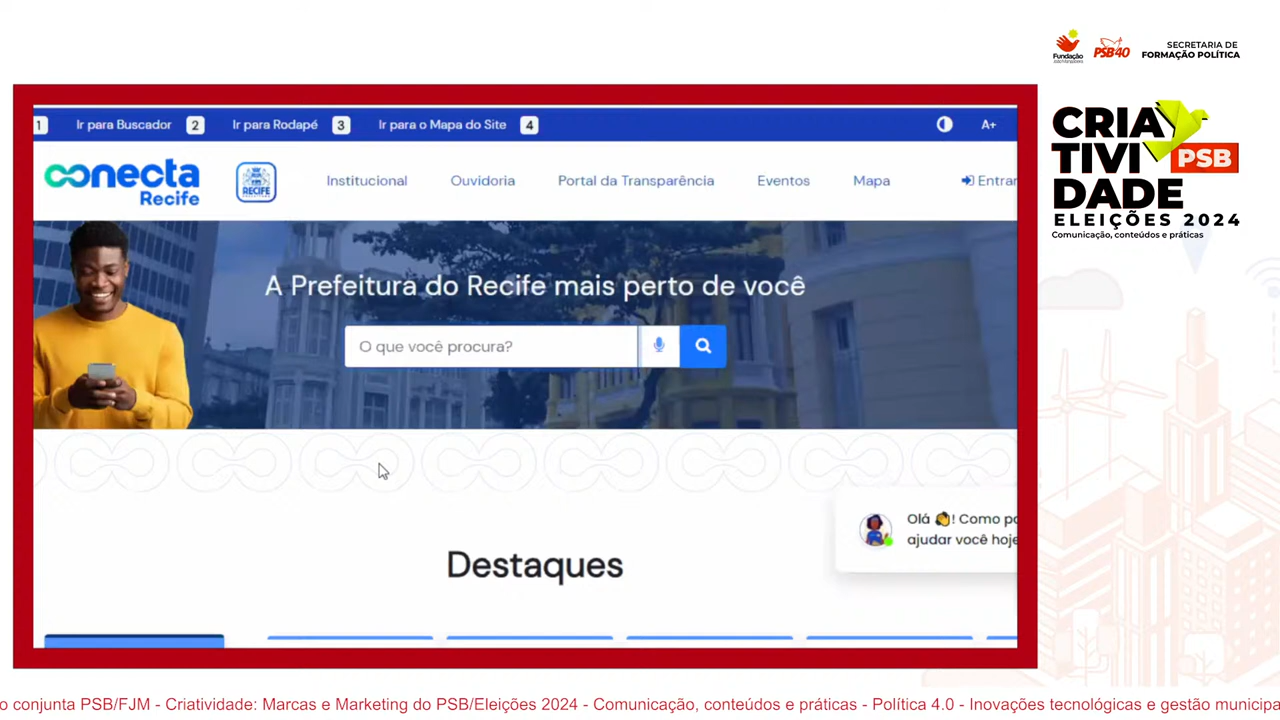 Fundação
PSB40
SECRETARIA DE
FORMAÇÃO POLÍTICA
CRIA
TIVI
PSB
DADE
ELEIÇÕES 2024
Comunicação, conteúdos e práticas
1 Ir para Buscador 2 Ir para Rodapé 3 Ir para o Mapa do Site 4 A+
conecta
Recife
RECIFE
Institucional Ouvidoria Portal da Transparência Eventos Mapa Entrar
A Prefeitura do Recife mais perto de você
O que você procura?
Olá 👏! Como po
ajudar você hoje
Destaques
o conjunta PSB/FJM - Criatividade: Marcas e Marketing do PSB/Eleições 2024 - Comunicação, conteúdos e práticas - Política 4.0 - Inovações tecnológicas e gestão municipa